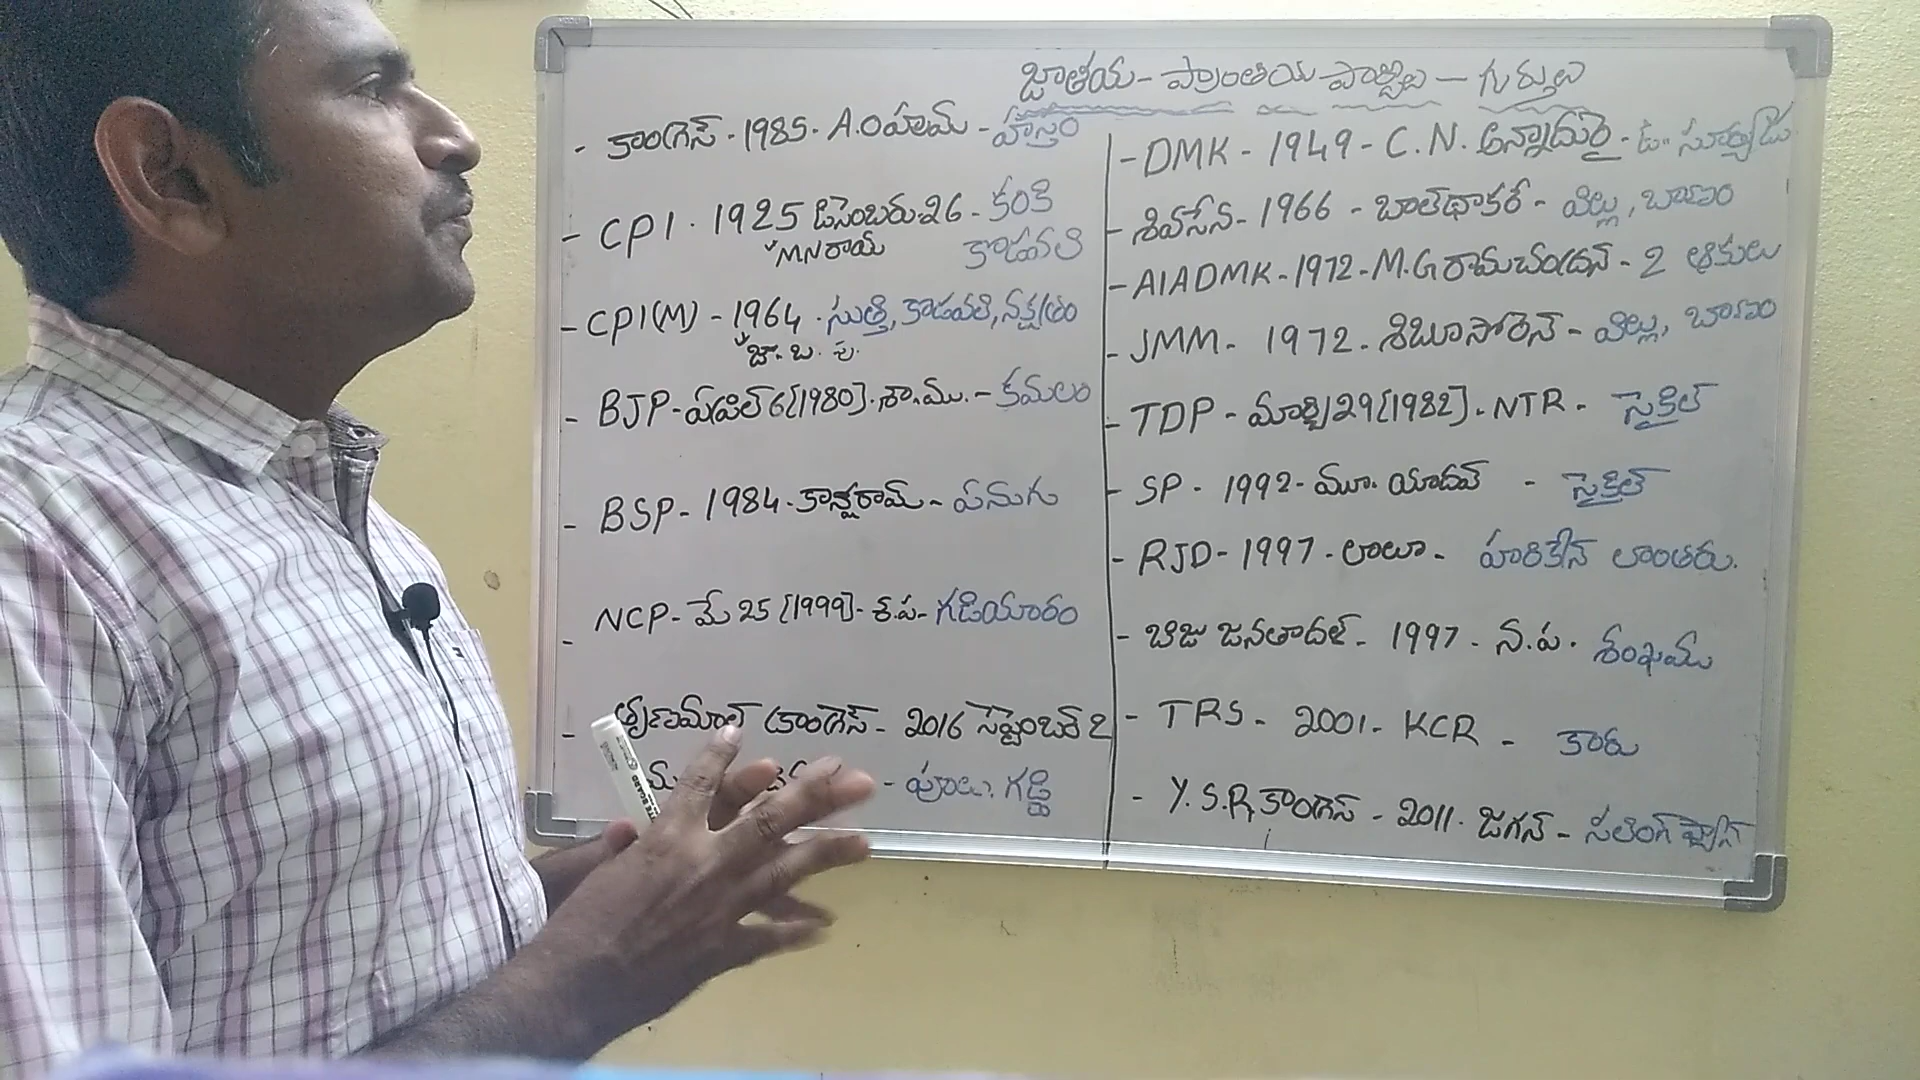 జాతీయ - ప్రాంతీయ పార్టీలు - గుర్తులు
- కాంగ్రెస్ - 1985 - A.O హ్యూమ్ - హస్తం
- CPI - 1925 డిసెంబరు 26 - కంకి
MN రాయ్ కొడవలి
- CPI(M) - 1964 - సుత్తి, కొడవలి, నక్షత్రం
జ్యో. బ. సు.
- BJP - ఏప్రిల్ 6 [1980] - శ్యా. ము. - కమలం
- BSP - 1984 - కాన్షీరామ్ - ఏనుగు
- NCP - మే 25 [1999] - శ. ప - గడియారం
- తృణమూల్ కాంగ్రెస్ - 2016 సెప్టెంబర్ 2
- పూలు. గడ్డి
- DMK - 1949 - C. N. అన్నాదురై - ఉ. సూర్యుడు
- శివసేన - 1966 - బాల్ థాకరే - విల్లు, బాణం
- AIADMK - 1972 - M. G రామచంద్రన్ - 2 ఆకులు
- JMM - 1972 - శిబూసోరెన్ - విల్లు, బాణం
- TDP - మార్చి 29 [1982] - NTR - సైకిల్
- SP - 1992 - ములా. యాదవ్ - సైకిల్
- RJD - 1997 - లాలూ - హరికేన్ లాంతరు.
- బిజు జనతాదళ్ - 1997 - న. ప. శంఖము
- TRS - 2001 - KCR - కారు
- Y. S. R కాంగ్రెస్ - 2011 - జగన్ - సీలింగ్ ఫ్యాన్